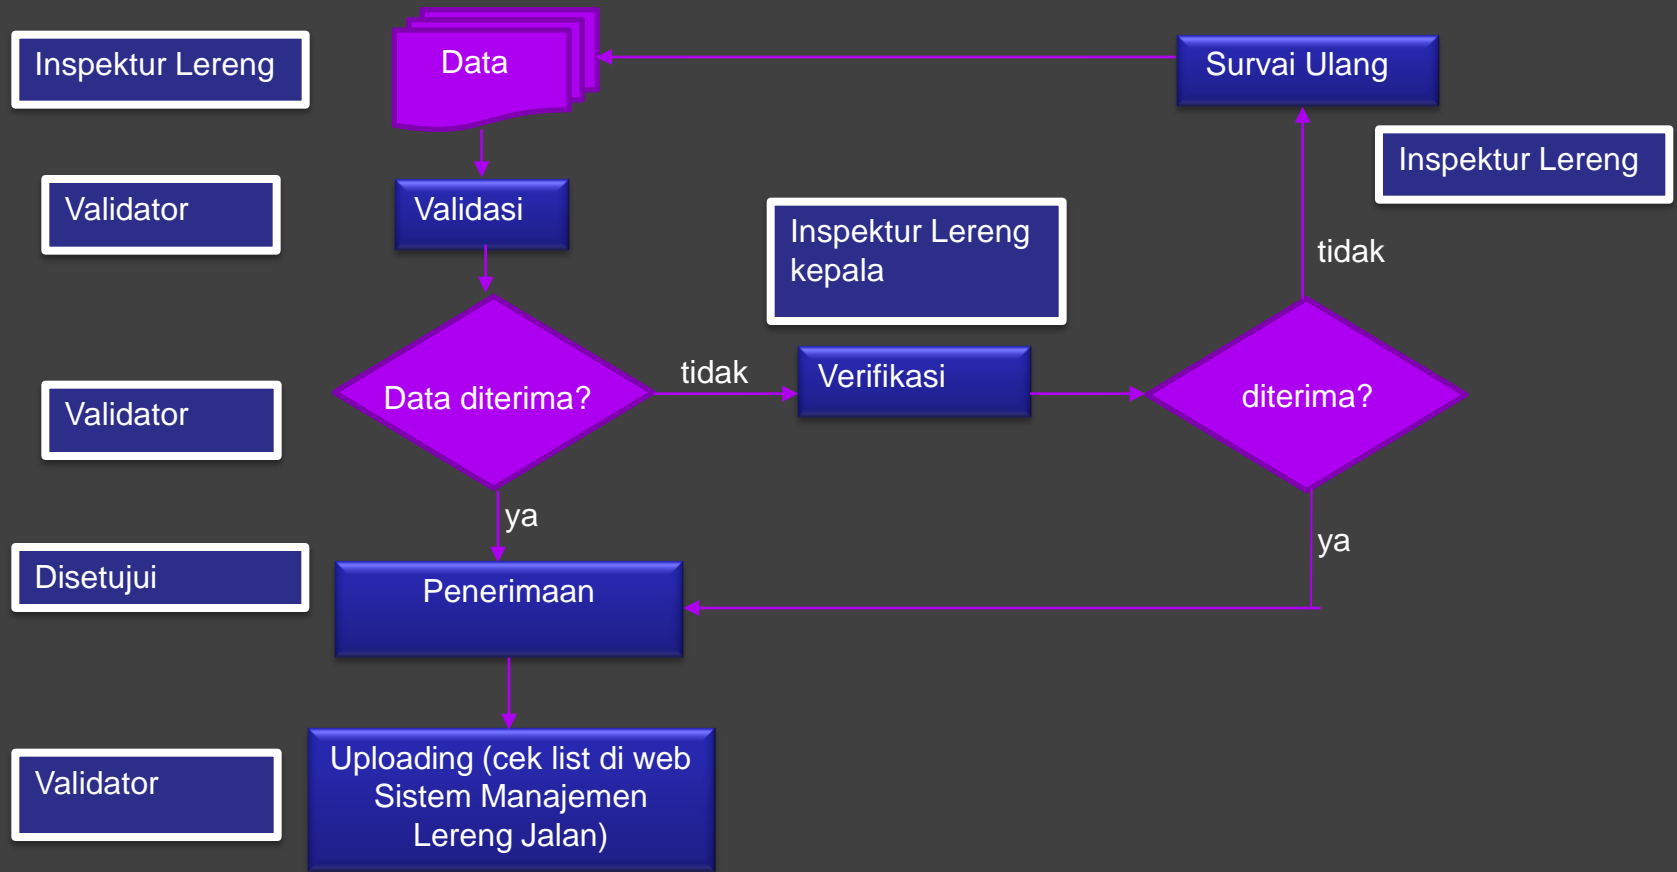 Inspektur Lereng
Data
Survai Ulang
Inspektur Lereng
Validator
Validasi
Inspektur Lereng
kepala
tidak
Validator
Data diterima?
tidak
Verifikasi
diterima?
ya
ya
Disetujui
Penerimaan
Validator
Uploading (cek list di web
Sistem Manajemen
Lereng Jalan)